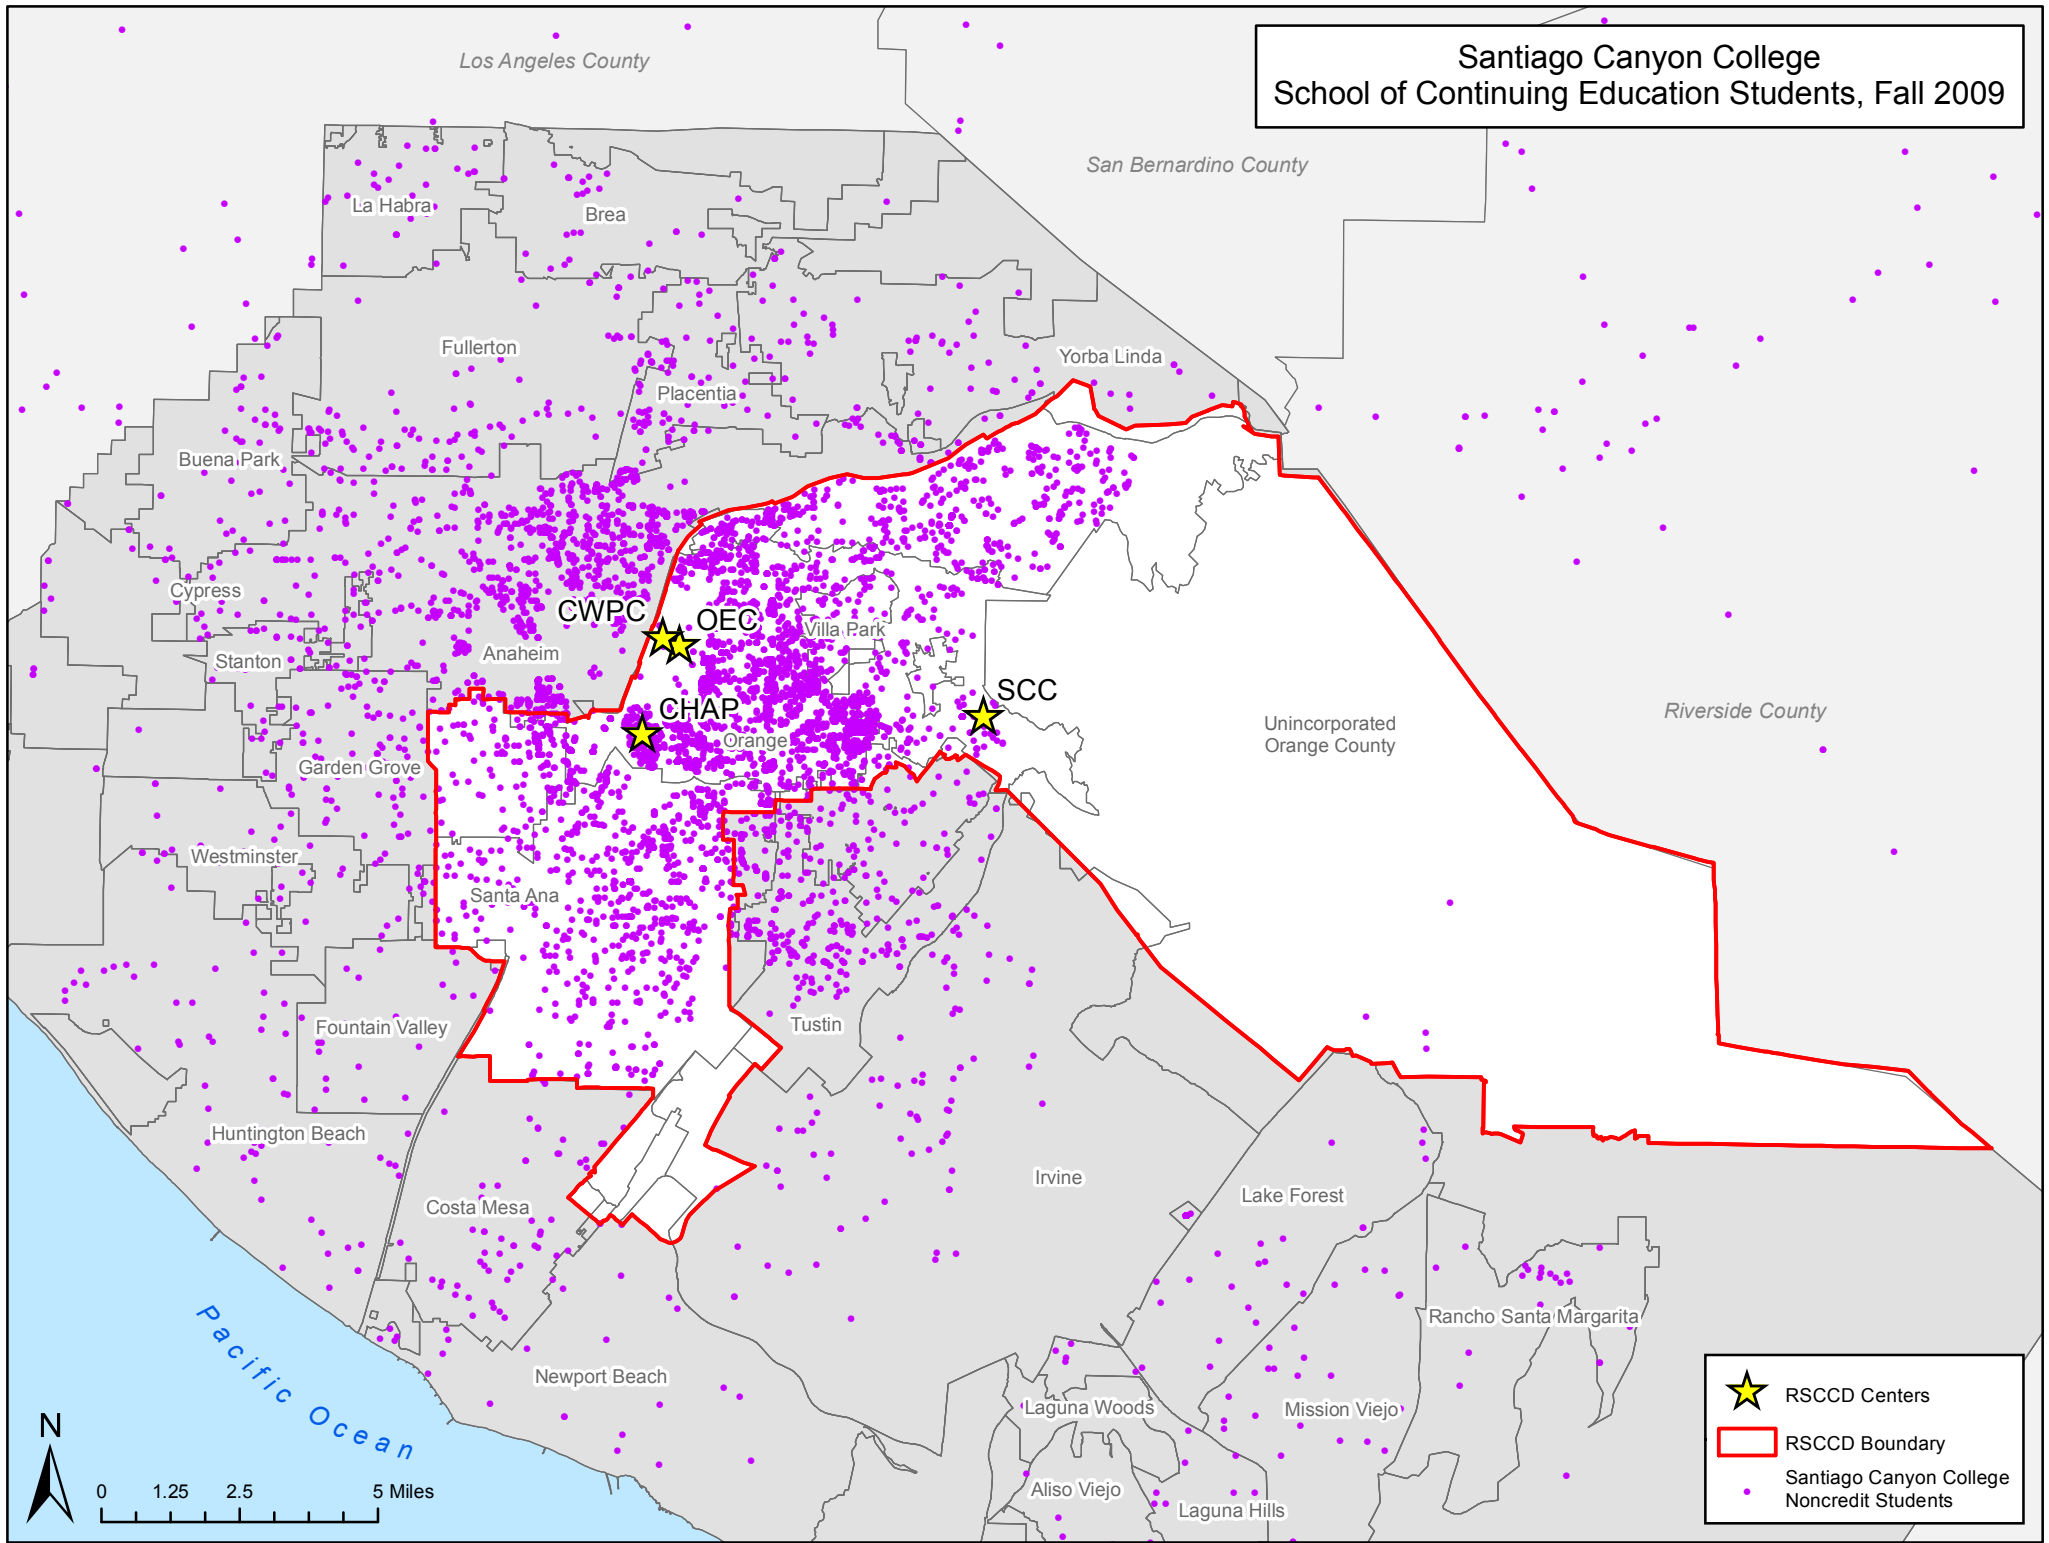 Santiago Canyon College
School of Continuing Education Students, Fall 2009
Los Angeles County
San Bernardino County
La Habra
Brea
Fullerton
Yorba Linda
Placentia
Buena Park
Cypress
CWPC
OEC
Villa Park
Anaheim
Stanton
SCC
CHAP
Orange
Unincorporated
Orange County
Riverside County
Garden Grove
Westminster
Santa Ana
Fountain Valley
Tustin
Huntington Beach
Irvine
Lake Forest
Costa Mesa
Rancho Santa Margarita
Pacific Ocean
Newport Beach
Laguna Woods
Mission Viejo
Aliso Viejo
Laguna Hills
N
0 1.25 2.5 5 Miles
RSCCD Centers
RSCCD Boundary
Santiago Canyon College
Noncredit Students